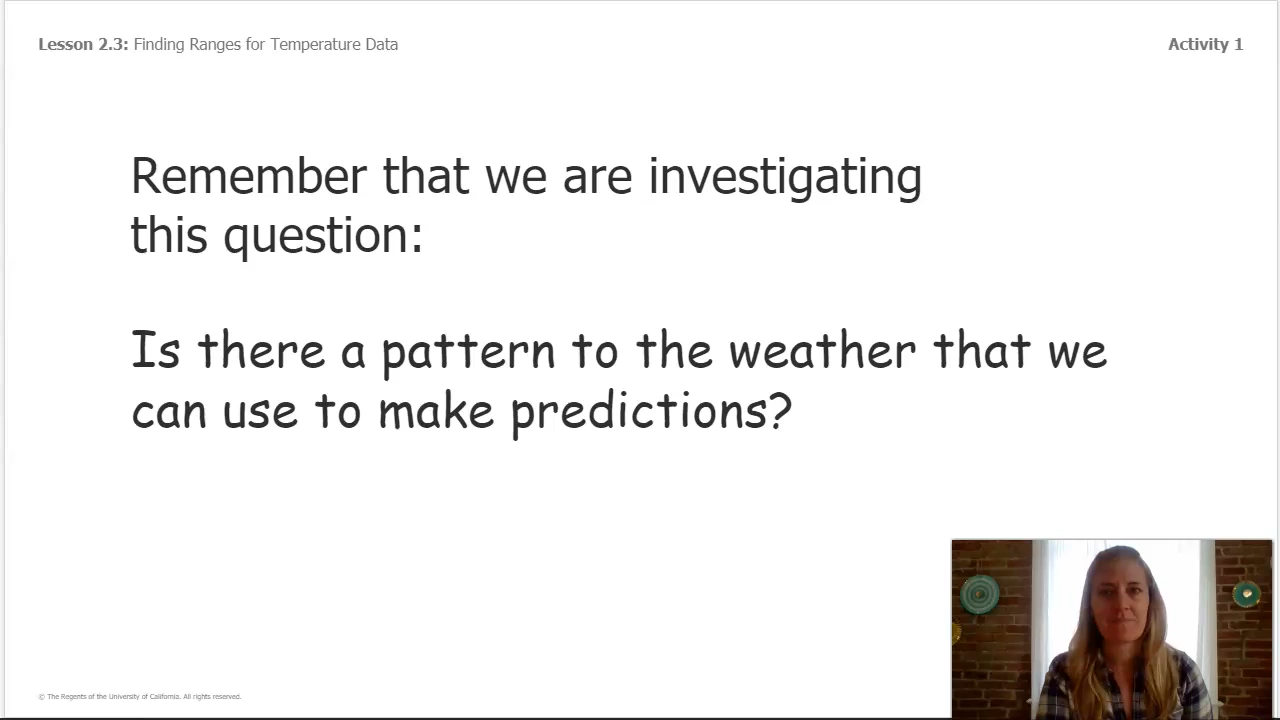 Lesson 2.3: Finding Ranges for Temperature Data
Activity 1
Remember that we are investigating
this question:
Is there a pattern to the weather that we
can use to make predictions?
© The Regents of the University of California. All rights reserved.